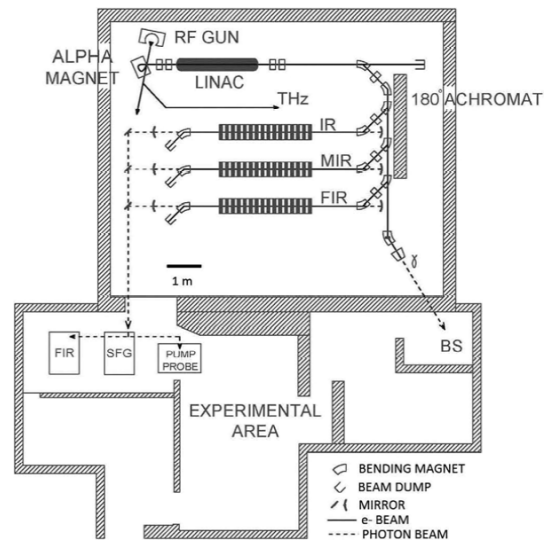 RF GUN
ALPHA
MAGNET
LINAC
THz
180° ACHROMAT
IR
MIR
FIR
1 m
γ
BS
FIR
SFG
PUMP
PROBE
EXPERIMENTAL
AREA
BENDING MAGNET
BEAM DUMP
MIRROR
e- BEAM
PHOTON BEAM